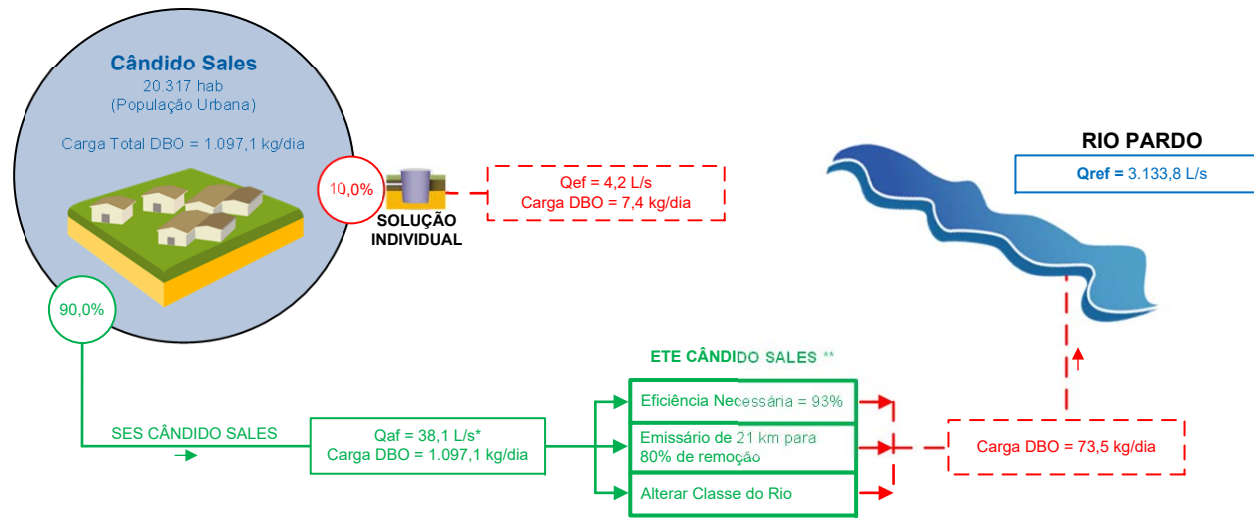 Cândido Sales
20.317 hab
(População Urbana)
Carga Total DBO = 1.097,1 kg/dia
10,0%
SOLUÇÃO
INDIVIDUAL
Qef = 4,2 L/s
Carga DBO = 7,4 kg/dia
RIO PARDO
Qref = 3.133,8 L/s
90,0%
SES CÂNDIDO SALES
Qaf = 38,1 L/s*
Carga DBO = 1.097,1 kg/dia
ETE CÂNDIDO SALES **
Eficiência Necessária = 93%
Emissário de 21 km para
80% de remoção
Alterar Classe do Rio
Carga DBO = 73,5 kg/dia